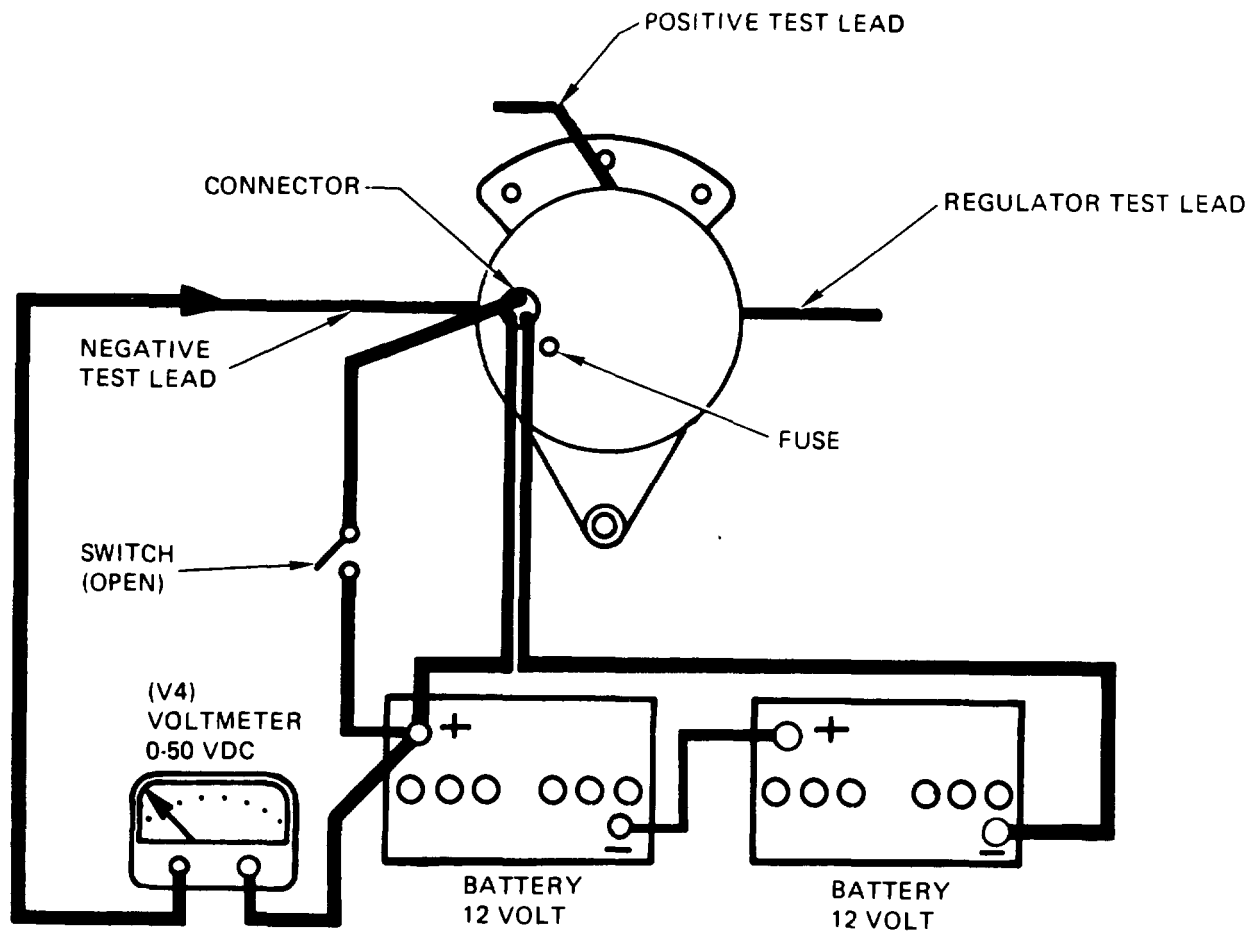 POSITIVE TEST LEAD
CONNECTOR
REGULATOR TEST LEAD
NEGATIVE
TEST LEAD
FUSE
SWITCH
(OPEN)
(V4)
VOLTMETER
0-50 VDC
+
+
−
−
BATTERY
12 VOLT
BATTERY
12 VOLT